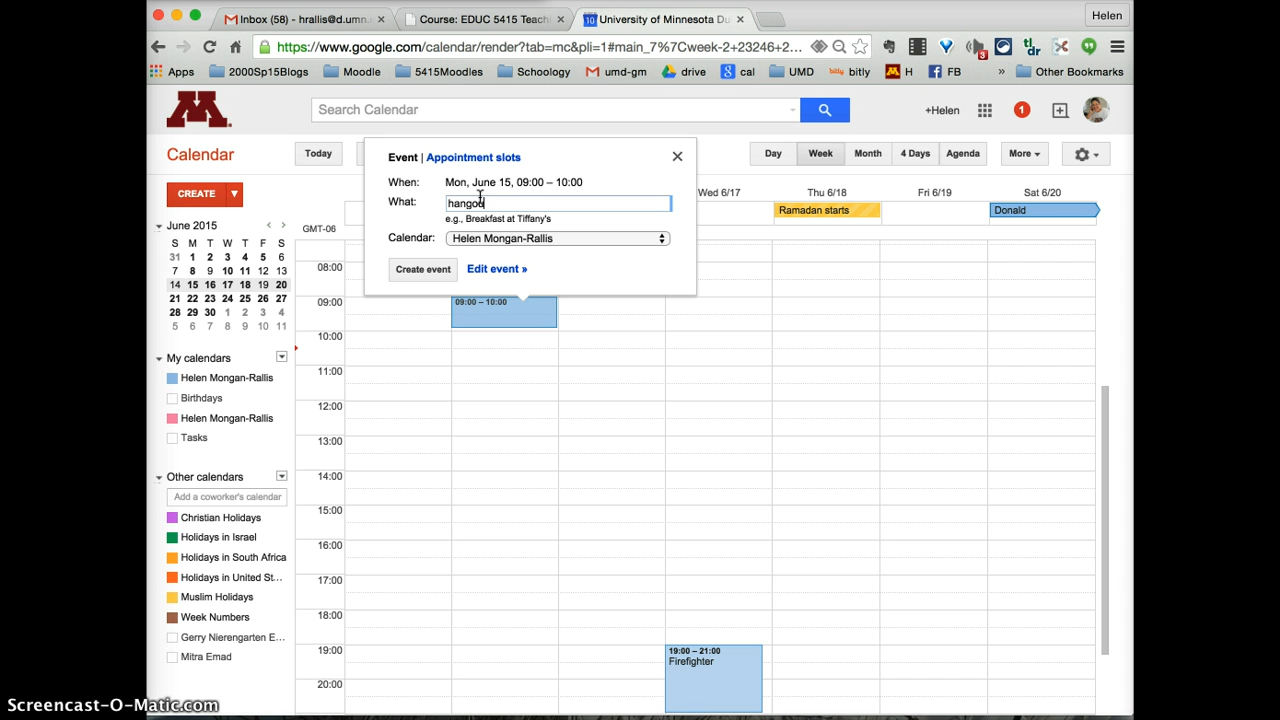 Helen
Inbox (58) - hrallis@d.umn.
Course: EDUC 5415 Teach
10 University of Minnesota Du
https://www.google.com/calendar/render?tab=mc&pli=1#main_7%7Cweek-2+23246+2...
3
Apps 2000Sp15Blogs Moodle 5415Moodles Schoology umd-gm drive g cal UMD bitly bitly M H FB » Other Bookmarks
M Search Calendar +Helen 1
Calendar Today Day Week Month 4 Days Agenda More
Event | Appointment slots
When: Mon, June 15, 09:00 – 10:00
What: hangou
e.g., Breakfast at Tiffany's
Calendar: Helen Mongan-Rallis
Create event Edit event »
CREATE
June 2015
S M T W T F S
31 1 2 3 4 5 6
7 8 9 10 11 12 13
14 15 16 17 18 19 20
21 22 23 24 25 26 27
28 29 30 1 2 3 4
5 6 7 8 9 10 11
My calendars
Helen Mongan-Rallis
Birthdays
Helen Mongan-Rallis
Tasks
Other calendars
Add a coworker's calendar
Christian Holidays
Holidays in Israel
Holidays in South Africa
Holidays in United St...
Muslim Holidays
Week Numbers
Gerry Nierengarten E...
Mitra Emad
Wed 6/17 Thu 6/18 Fri 6/19 Sat 6/20
Ramadan starts Donald
GMT-06
08:00
09:00
09:00 – 10:00
10:00
11:00
12:00
13:00
14:00
15:00
16:00
17:00
18:00
19:00
19:00 – 21:00
Firefighter
20:00
Screencast-O-Matic.com